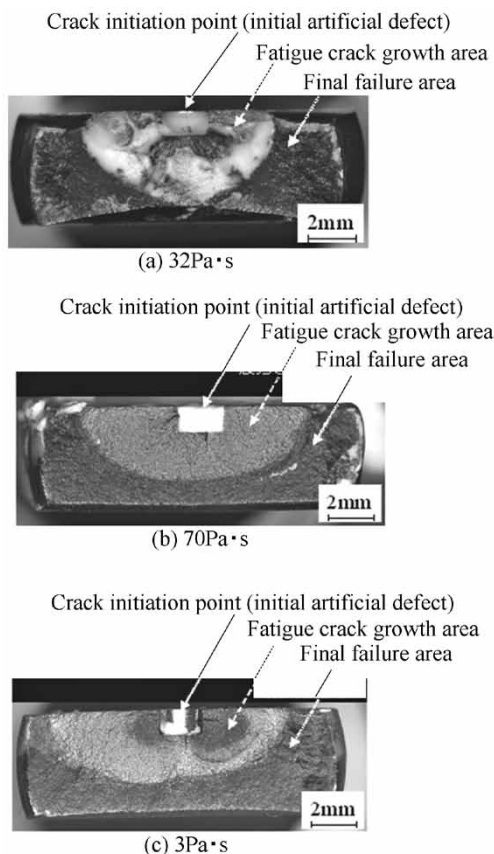 Crack initiation point (initial artificial defect)
Fatigue crack growth area
Final failure area
2mm
(a) 32Pa·s
Crack initiation point (initial artificial defect)
Fatigue crack growth area
Final failure area
2mm
(b) 70Pa·s
Crack initiation point (initial artificial defect)
Fatigue crack growth area
Final failure area
2mm
(c) 3Pa·s